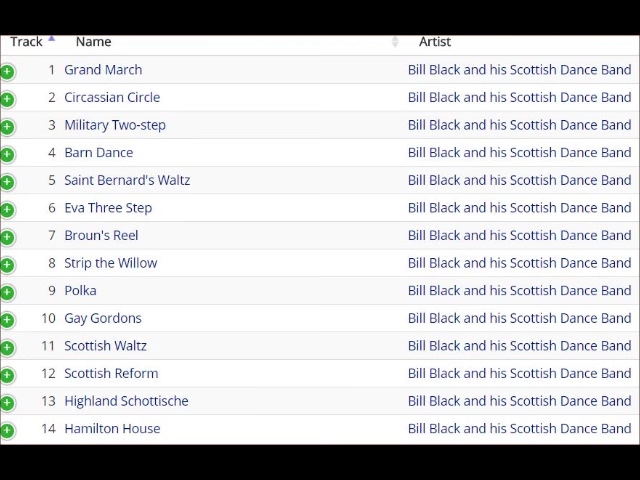 Track Name Artist
1 Grand March Bill Black and his Scottish Dance Band
2 Circassian Circle Bill Black and his Scottish Dance Band
3 Military Two-step Bill Black and his Scottish Dance Band
4 Barn Dance Bill Black and his Scottish Dance Band
5 Saint Bernard's Waltz Bill Black and his Scottish Dance Band
6 Eva Three Step Bill Black and his Scottish Dance Band
7 Broun's Reel Bill Black and his Scottish Dance Band
8 Strip the Willow Bill Black and his Scottish Dance Band
9 Polka Bill Black and his Scottish Dance Band
10 Gay Gordons Bill Black and his Scottish Dance Band
11 Scottish Waltz Bill Black and his Scottish Dance Band
12 Scottish Reform Bill Black and his Scottish Dance Band
13 Highland Schottische Bill Black and his Scottish Dance Band
14 Hamilton House Bill Black and his Scottish Dance Band